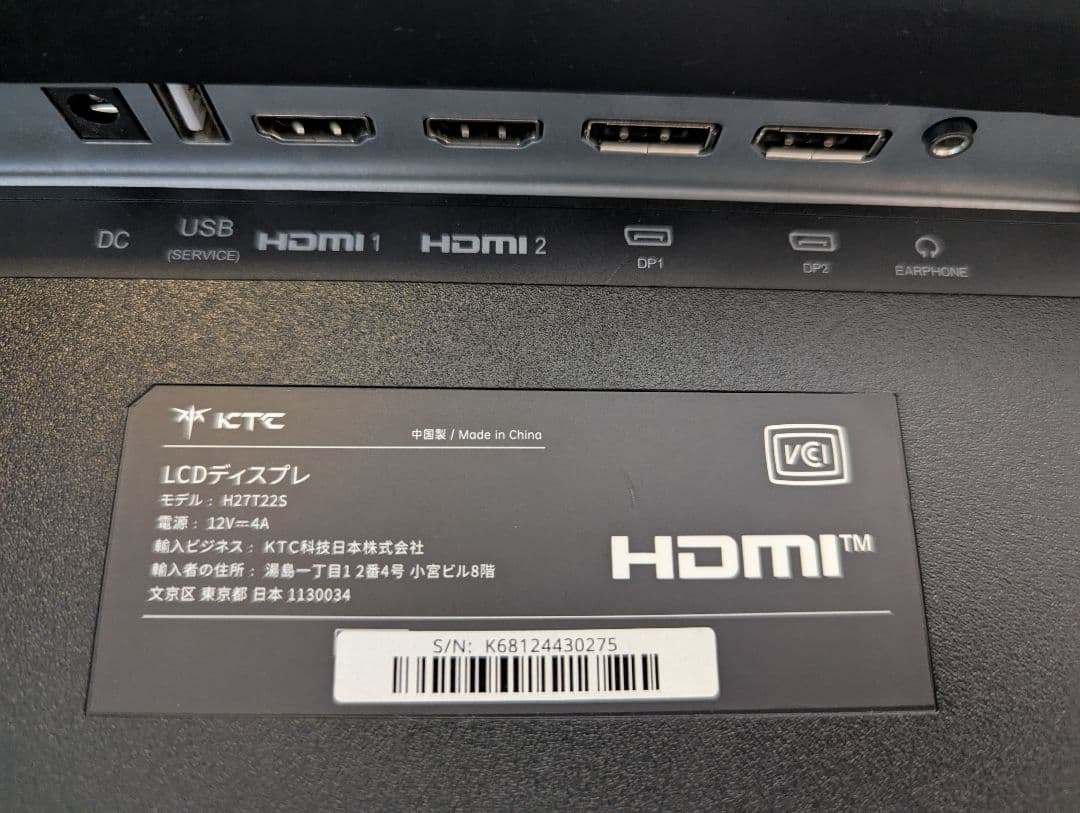 DC
USB
(SERVICE)
HDMI 1
HDMI 2
DP1
DP2
EARPHONE
KTC
中国製 / Made in China
VCCI
LCDディスプレ
モデル： H27T22S
電源： 12V⎓4A
輸入ビジネス： KTC科技日本株式会社
輸入者の住所： 湯島一丁目1 2番4号 小宮ビル8階
文京区 東京都 日本 1130034
HDMI™
S/N: K68124430275